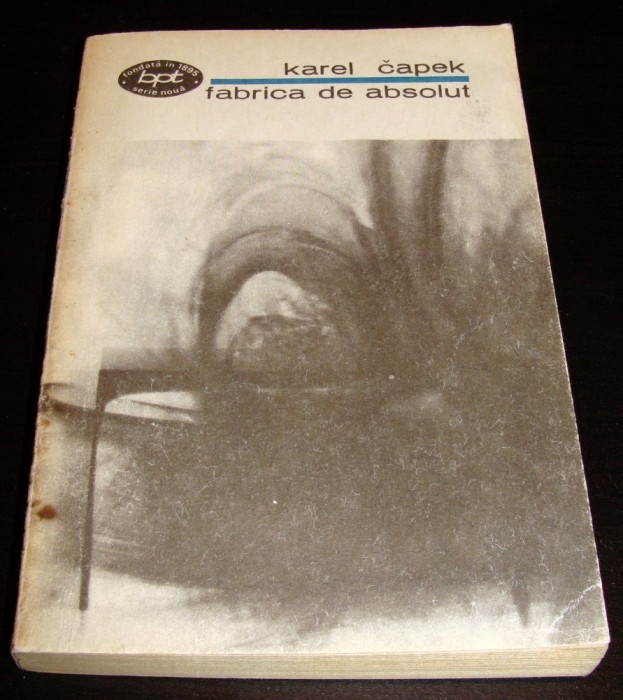 fondată în 1895
bpt
serie nouă
karel čapek
fabrica de absolut